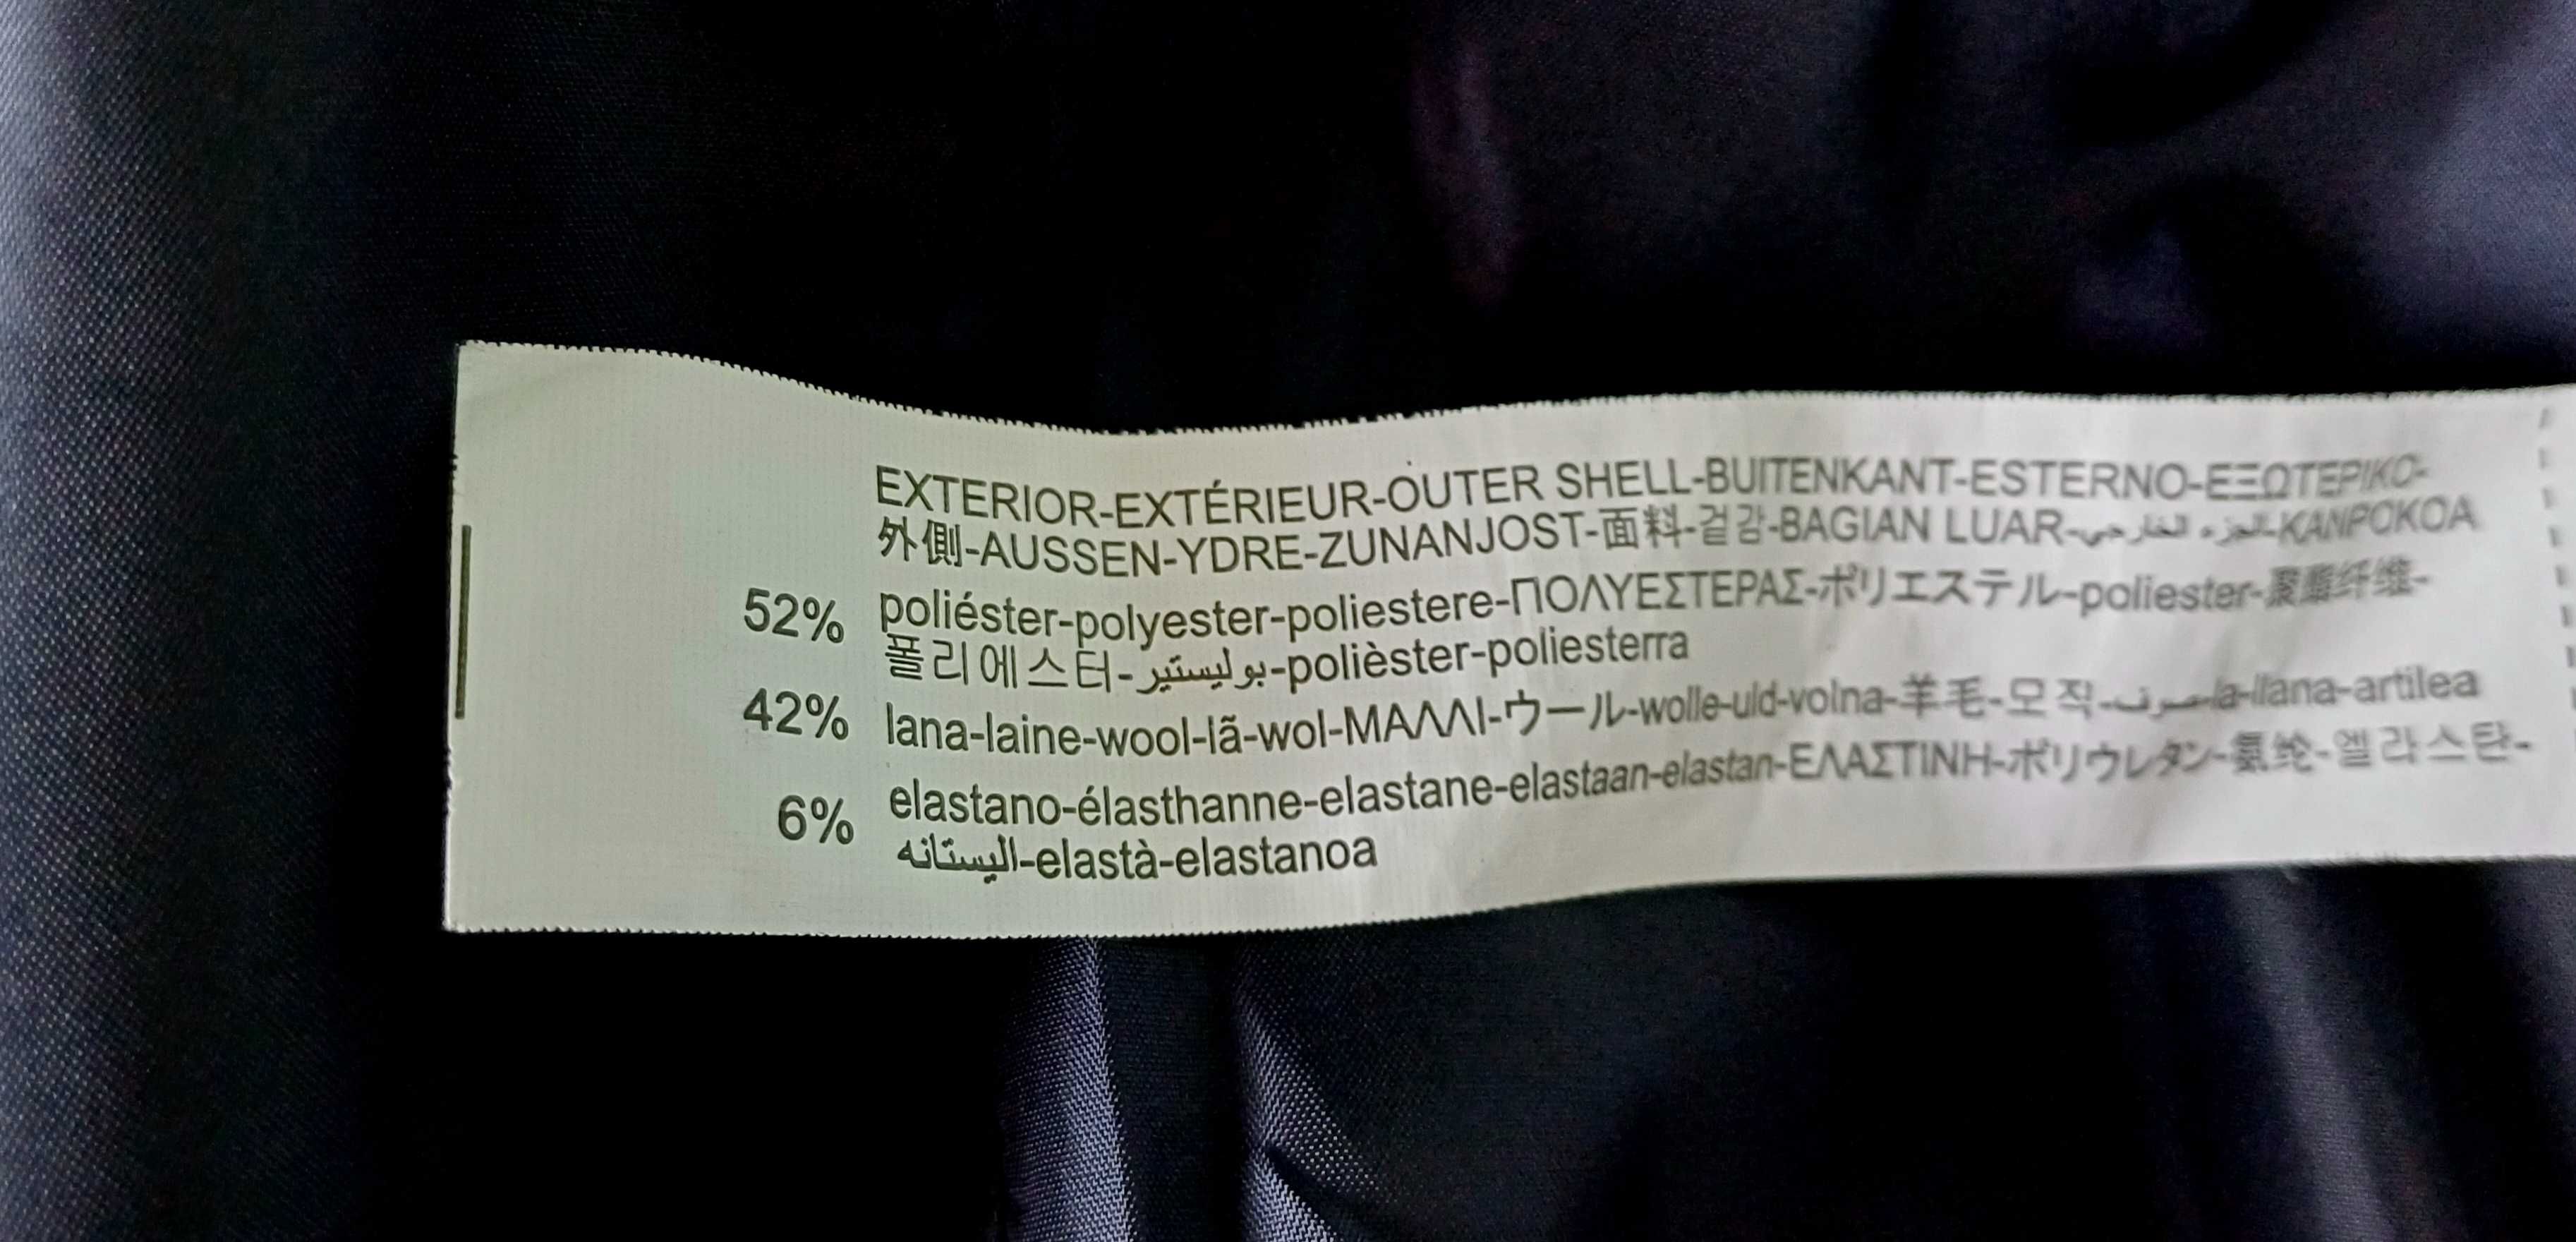 EXTERIOR-EXTÉRIEUR-OUTER SHELL-BUITENKANT-ESTERNO-ΕΞΩΤΕΡΙΚΟ-
外側-AUSSEN-YDRE-ZUNANJOST-面料-겉감-BAGIAN LUAR-الجزء الخارجي-KANPOKOA
52% poliéster-polyester-poliestere-ΠΟΛΥΕΣΤΕΡΑΣ-ポリエステル-poliester-聚酯纤维-
폴리에스터-بوليستير-polièster-poliesterra
42% lana-laine-wool-lã-wol-ΜΑΛΛΙ-ウール-wolle-uld-volna-羊毛-모직-صوف-la-llana-artilea
6% elastano-élasthanne-elastane-elastaan-elastan-ΕΛΑΣΤΙΝΗ-ポリウレタン-氨纶-엘라스탄-
اليستانه-elastà-elastanoa